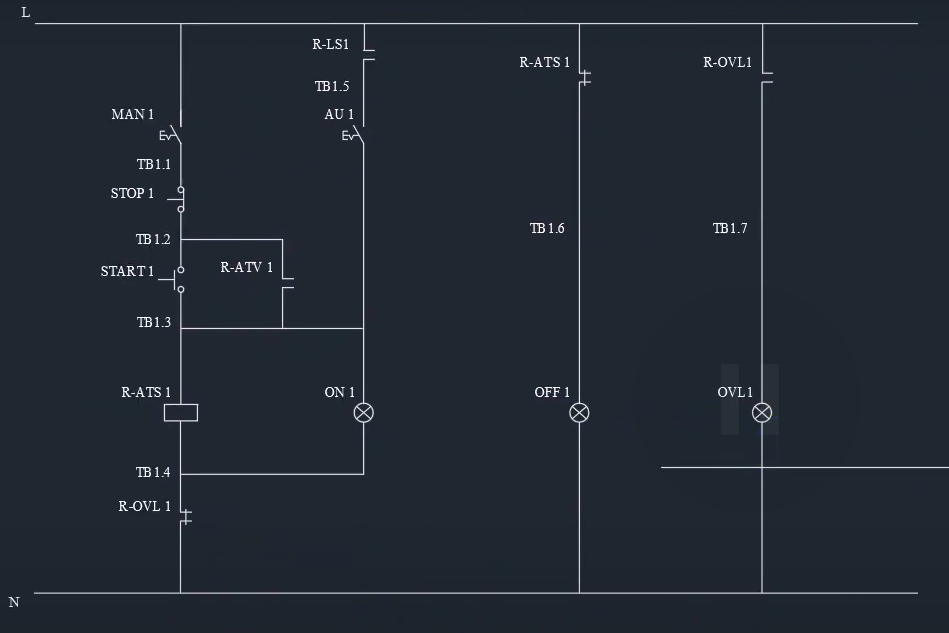 L
R-LS1
R-ATS 1
R-OVL1
TB1.5
MAN 1
AU 1
TB1.1
STOP 1
TB1.6
TB1.7
TB1.2
START 1
R-ATV 1
TB1.3
R-ATS 1
ON 1
OFF 1
OVL1
TB1.4
R-OVL 1
N